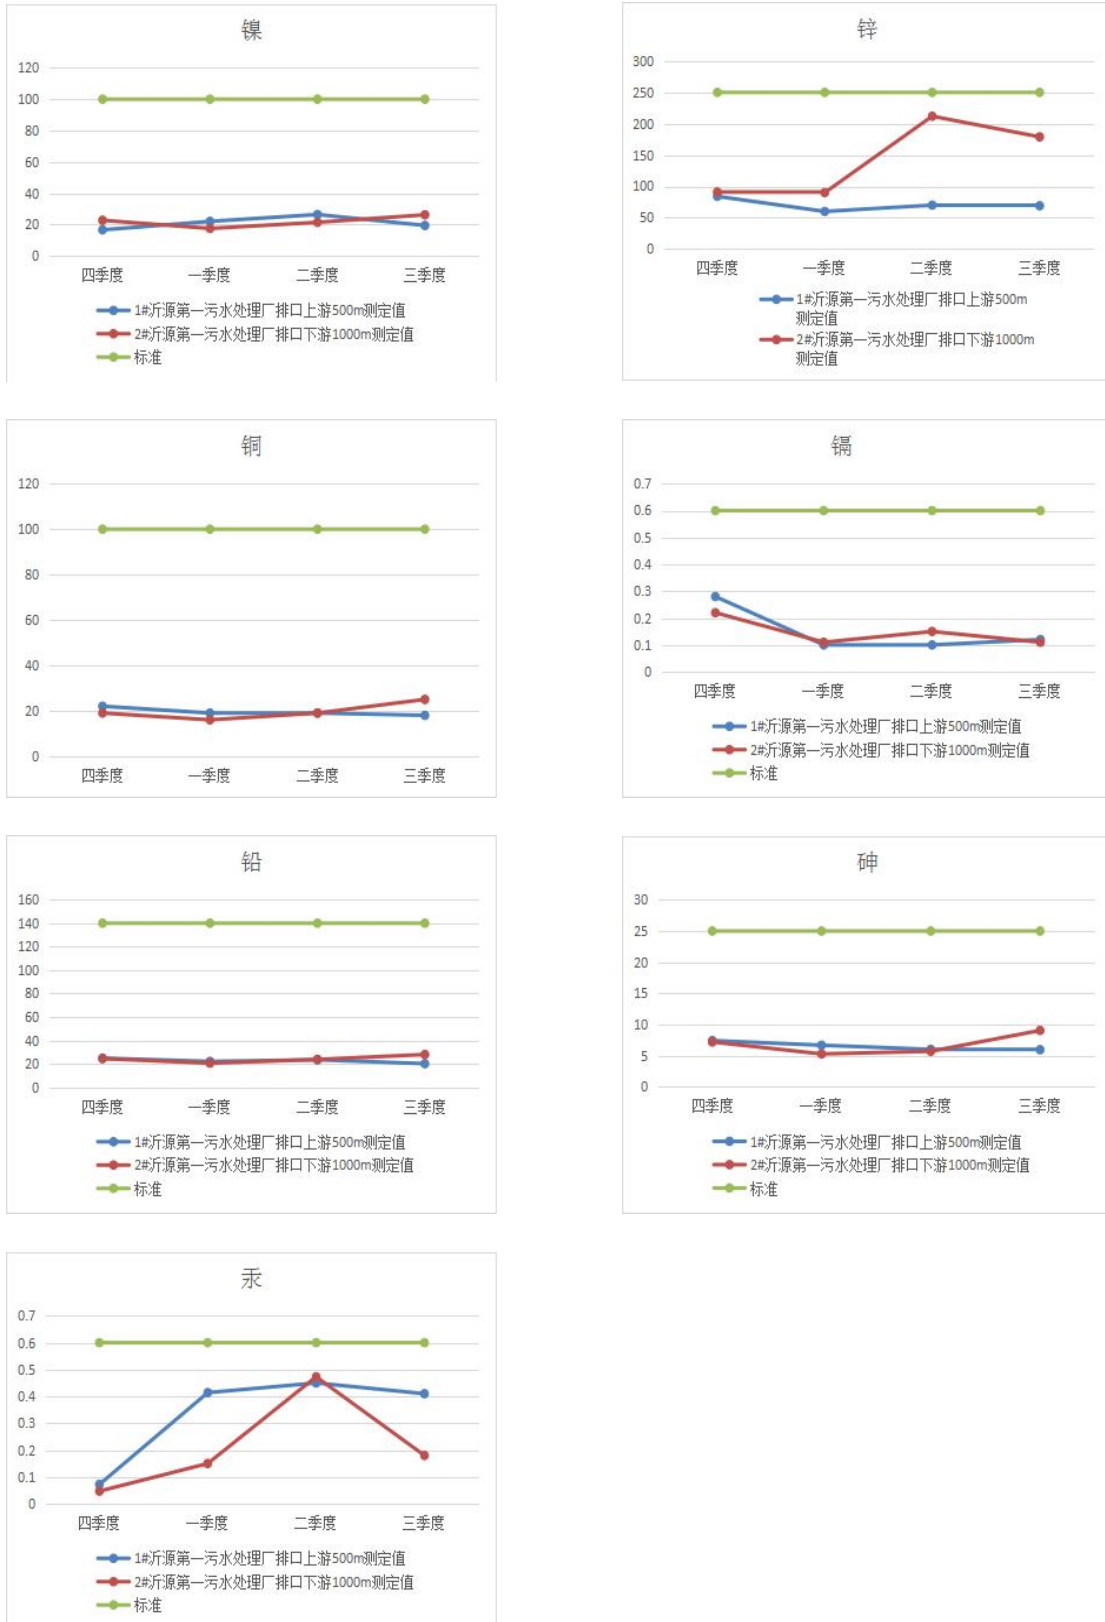 镍
120
100
80
60
40
20
0
四季度 一季度 二季度 三季度
1#沂源第一污水处理厂排口上游500m测定值
2#沂源第一污水处理厂排口下游1000m测定值
标准
锌
300
250
200
150
100
50
0
四季度 一季度 二季度 三季度
1#沂源第一污水处理厂排口上游500m
测定值
2#沂源第一污水处理厂排口下游1000m
测定值
铜
120
100
80
60
40
20
0
四季度 一季度 二季度 三季度
镉
0.7
0.6
0.5
0.4
0.3
0.2
0.1
0
四季度 一季度 二季度 三季度
1#沂源第一污水处理厂排口上游500m测定值
2#沂源第一污水处理厂排口下游1000m测定值
标准
铅
160
140
120
100
80
60
40
20
0
四季度 一季度 二季度 三季度
1#沂源第一污水处理厂排口上游500m测定值
2#沂源第一污水处理厂排口下游1000m测定值
标准
砷
30
25
20
15
10
5
0
四季度 一季度 二季度 三季度
1#沂源第一污水处理厂排口上游500m测定值
2#沂源第一污水处理厂排口下游1000m测定值
标准
汞
0.7
0.6
0.5
0.4
0.3
0.2
0.1
0
四季度 一季度 二季度 三季度
1#沂源第一污水处理厂排口上游500m测定值
2#沂源第一污水处理厂排口下游1000m测定值
标准